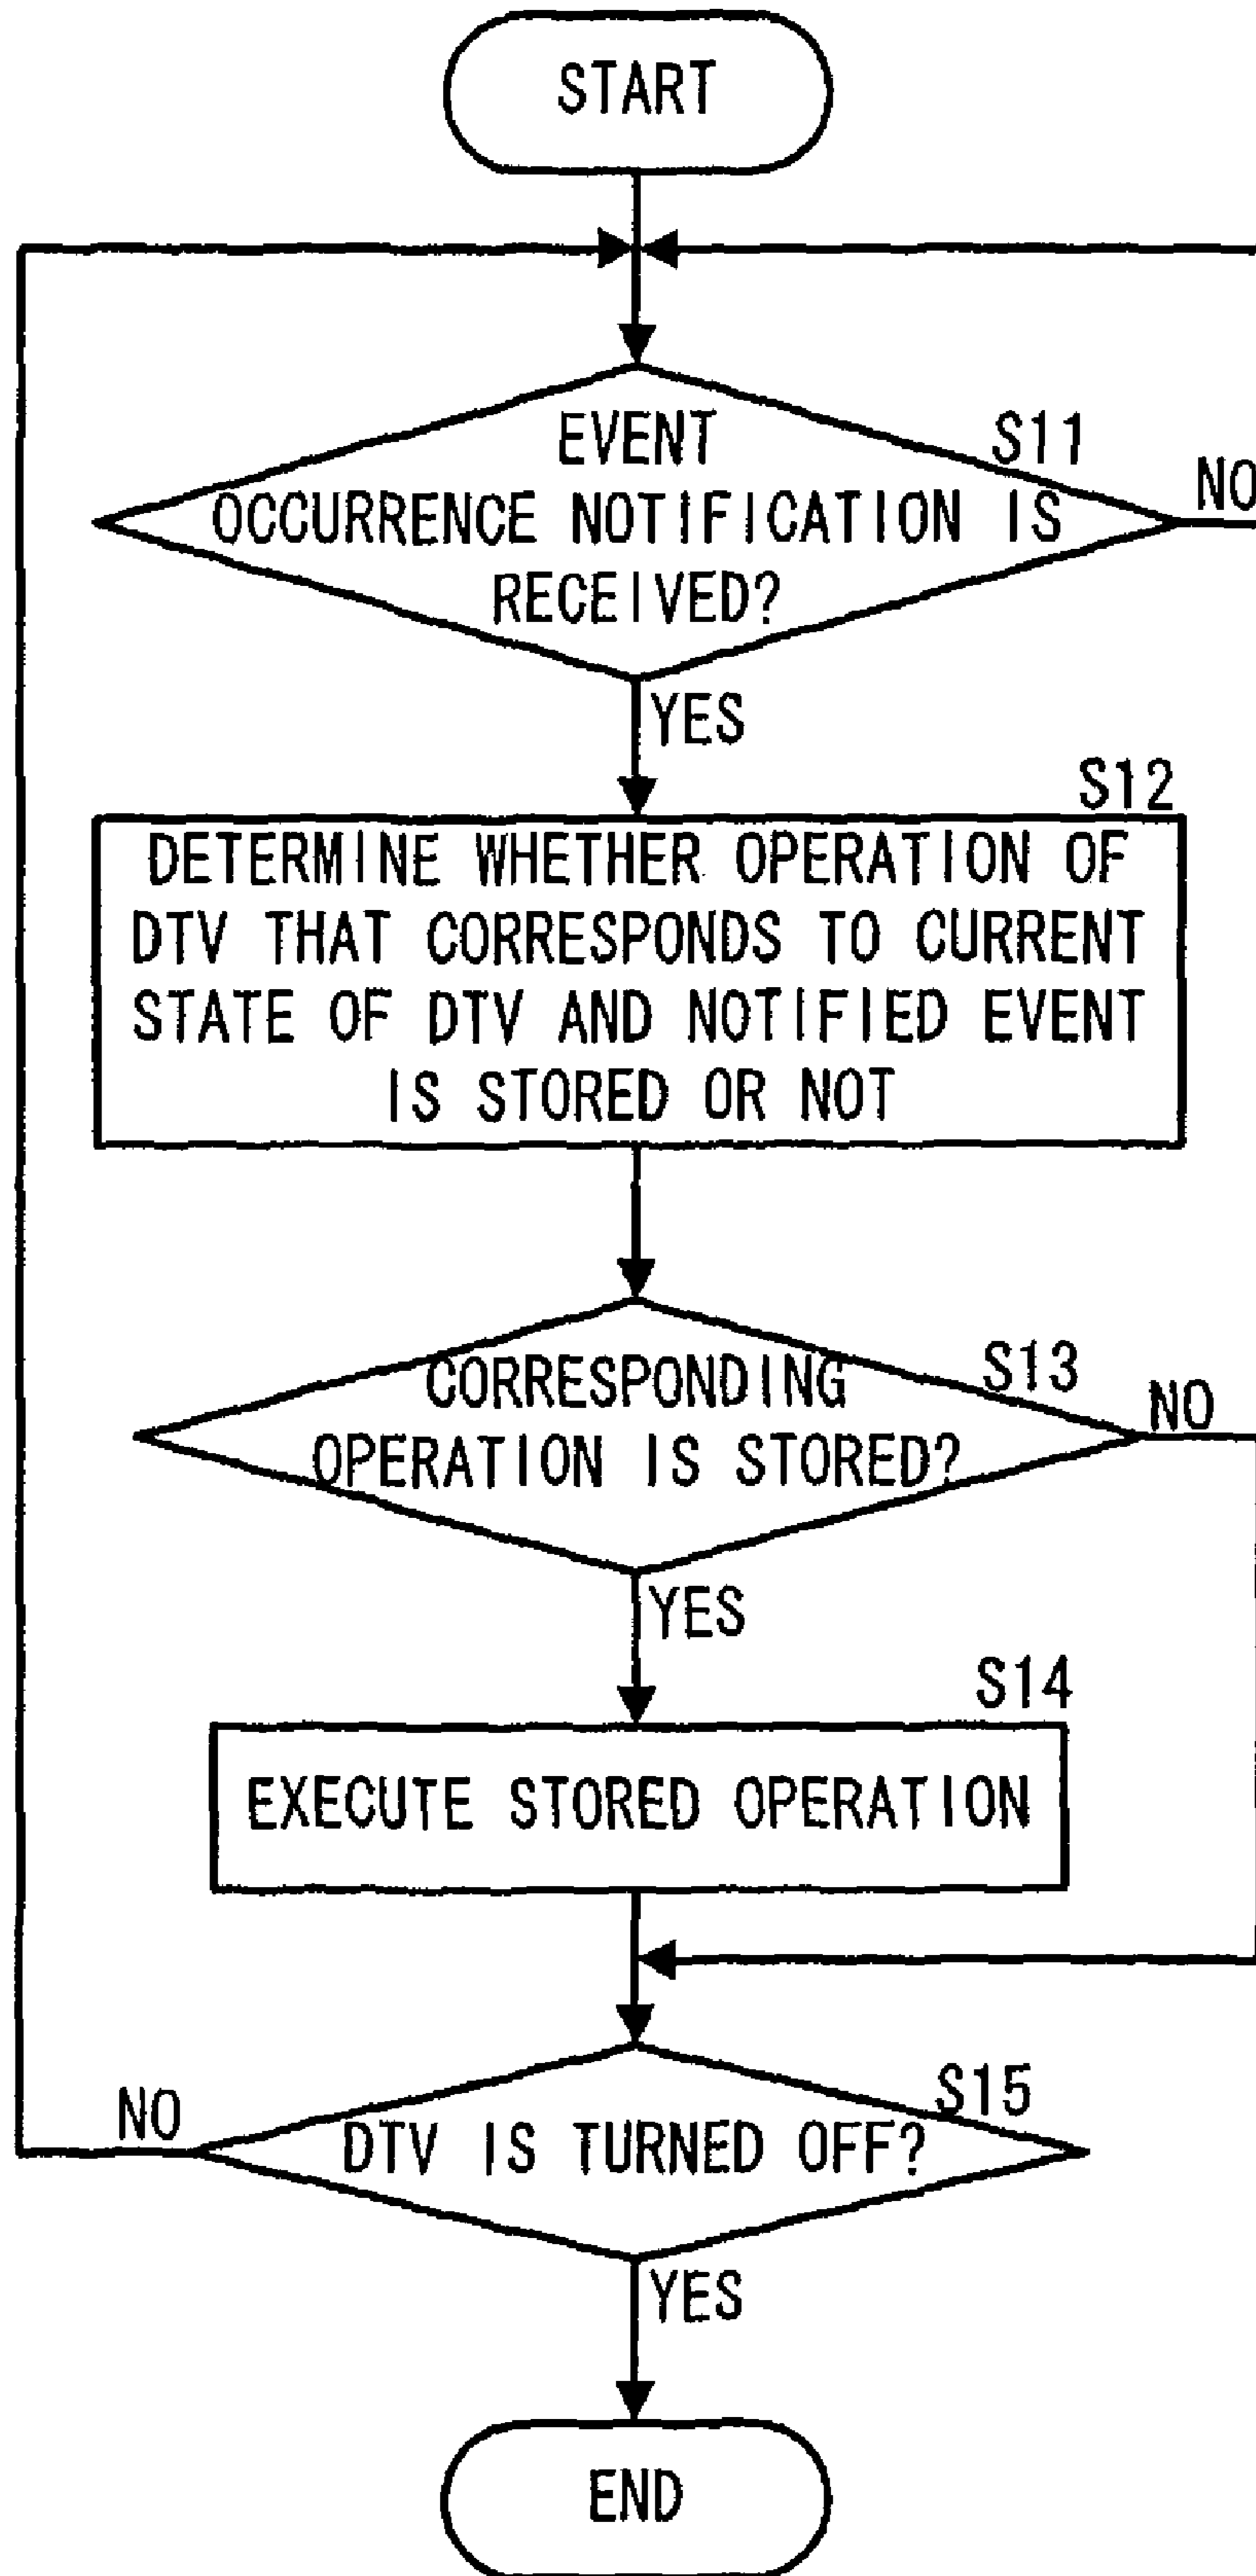 START
EVENT
S11
NO
OCCURRENCE NOTIFICATION IS
RECEIVED?
YES
S12
DETERMINE WHETHER OPERATION OF
DTV THAT CORRESPONDS TO CURRENT
STATE OF DTV AND NOTIFIED EVENT
IS STORED OR NOT
S13
CORRESPONDING
NO
OPERATION IS STORED?
YES
S14
EXECUTE STORED OPERATION
S15
NO
DTV IS TURNED OFF?
YES
END